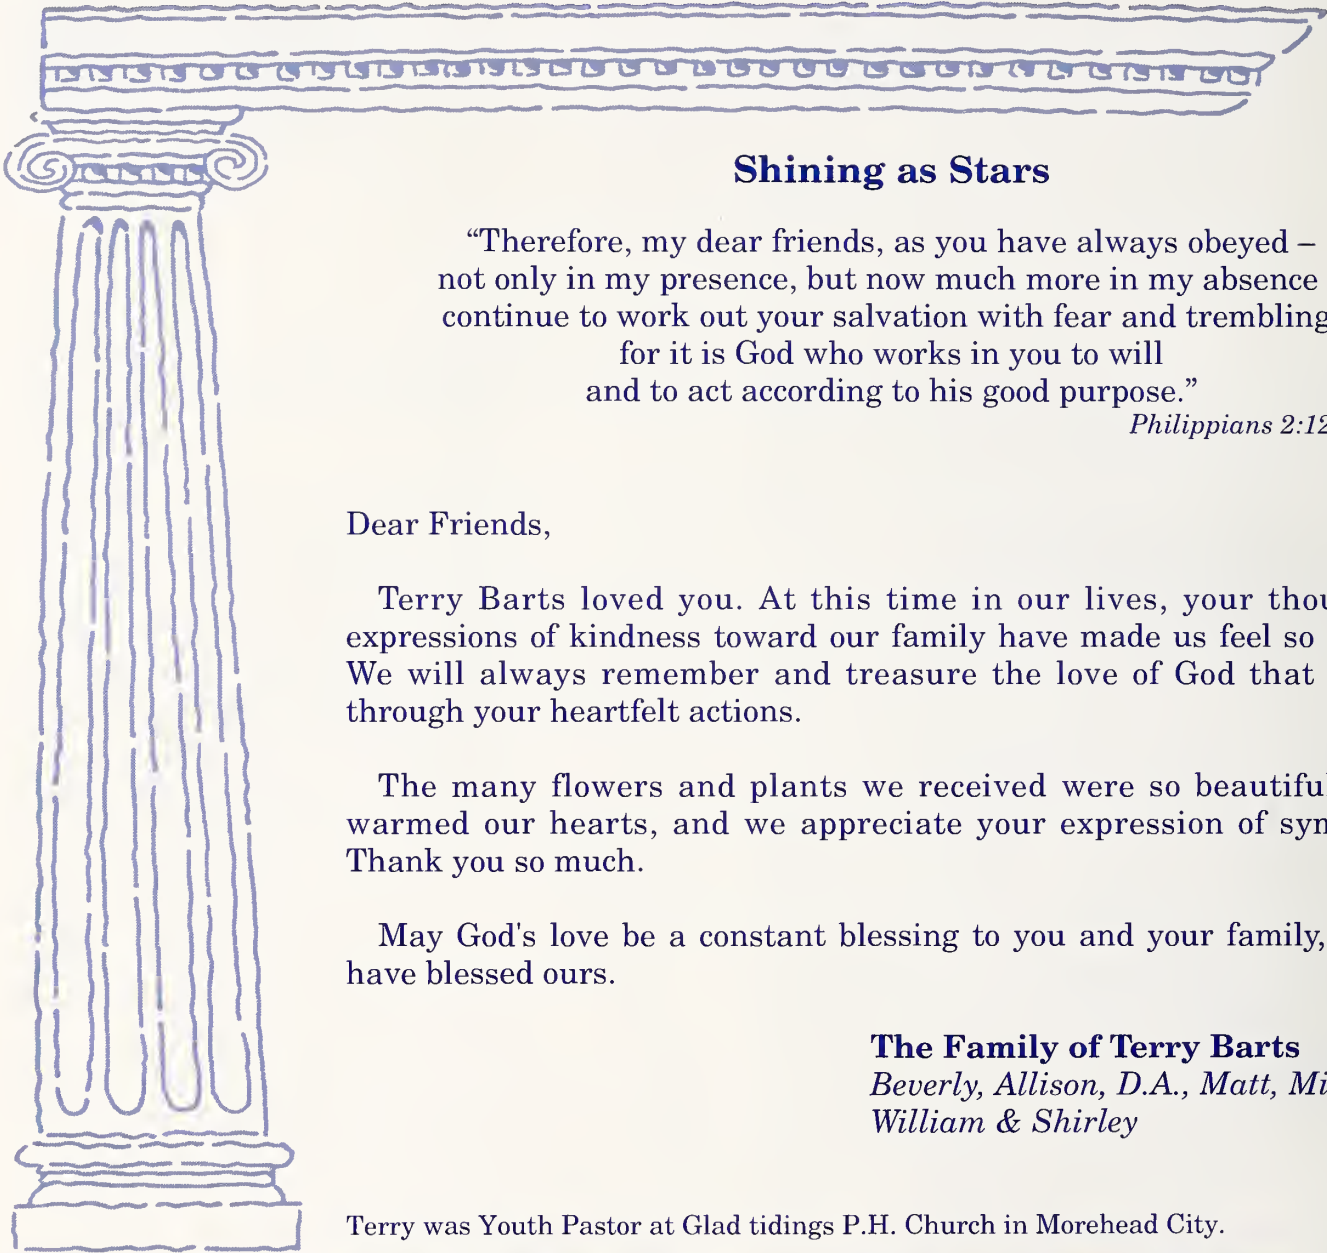 Shining as Stars
“Therefore, my dear friends, as you have always obeyed –
not only in my presence, but now much more in my absence
continue to work out your salvation with fear and trembling
for it is God who works in you to will
and to act according to his good purpose.”
Philippians 2:12
Dear Friends,
Terry Barts loved you. At this time in our lives, your
expressions of kindness toward our family have made us feel so
We will always remember and treasure the love of God that
through your heartfelt actions.
The many flowers and plants we received were so beautiful
warmed our hearts, and we appreciate your expression of
Thank you so much.
May God's love be a constant blessing to you and your family,
have blessed ours.
The Family of Terry Barts
Beverly, Allison, D.A., Matt,
William & Shirley
Terry was Youth Pastor at Glad tidings P.H. Church in Morehead City.